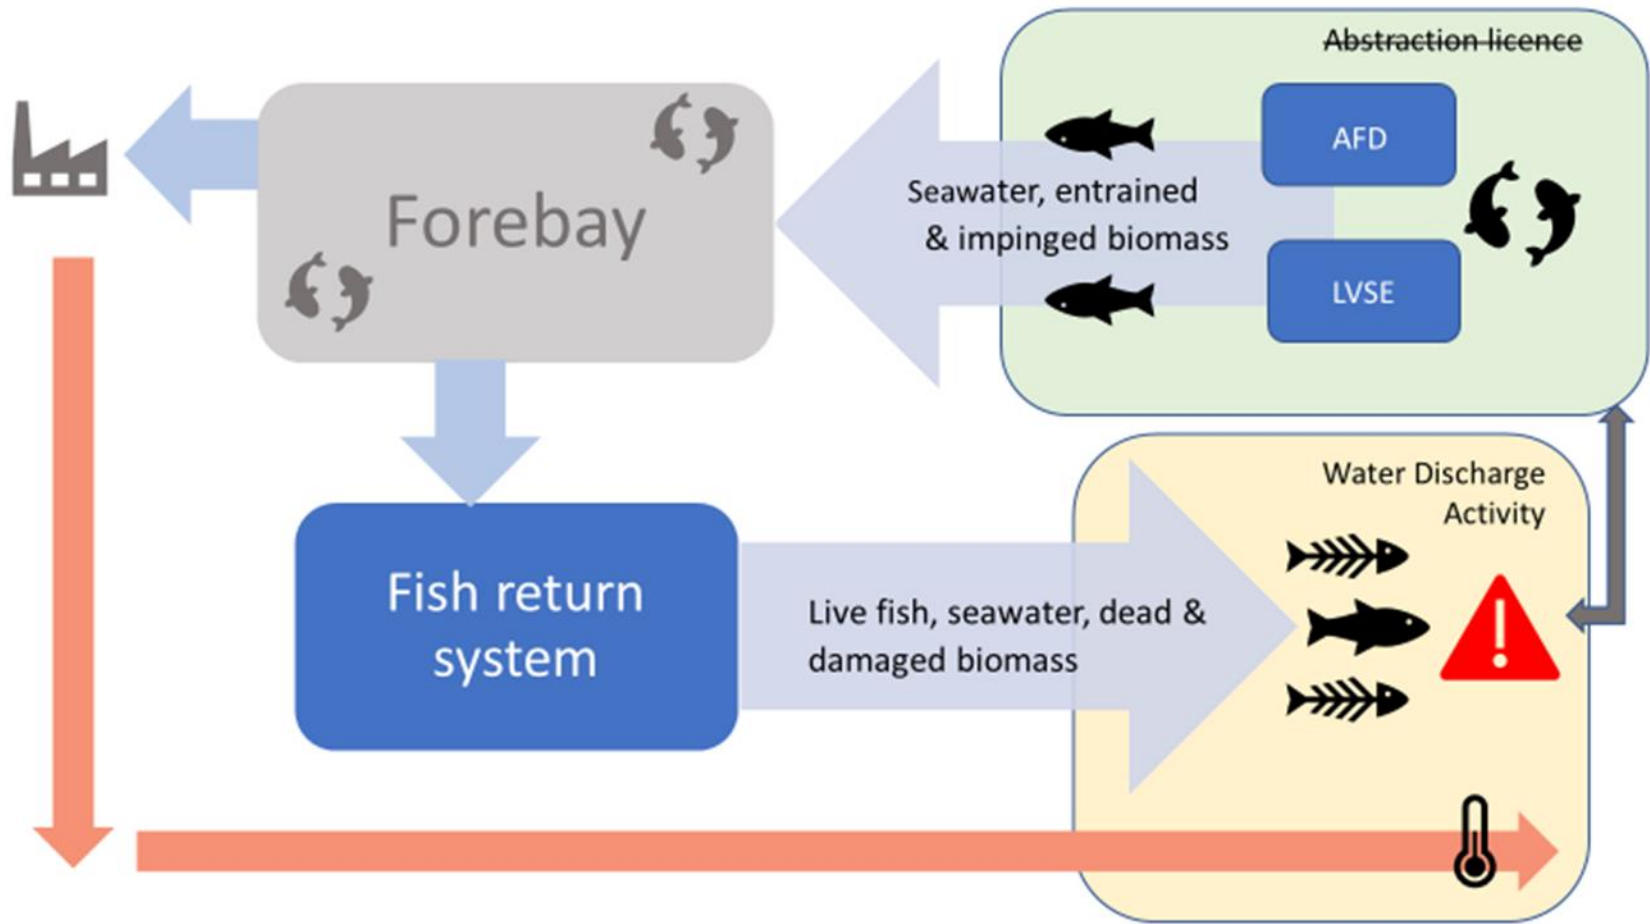 Abstraction licence
AFD
Seawater, entrained
& impinged biomass
Forebay
LVSE
Water Discharge
Activity
Fish return
system
Live fish, seawater, dead &
damaged biomass